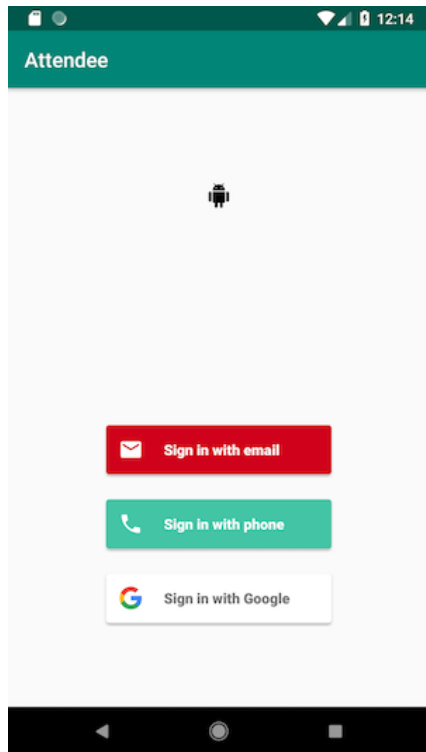 12:14
Attendee
Sign in with email
Sign in with phone
Sign in with Google